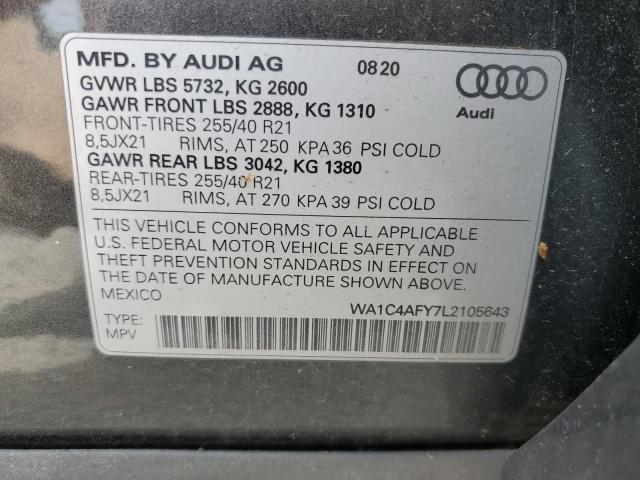 MFD. BY AUDI AG 0820
GVWR LBS 5732, KG 2600
GAWR FRONT LBS 2888, KG 1310
Audi
FRONT-TIRES 255/40 R21
8,5JX21 RIMS, AT 250 KPA 36 PSI COLD
GAWR REAR LBS 3042, KG 1380
REAR-TIRES 255/40 R21
8,5JX21 RIMS, AT 270 KPA 39 PSI COLD
THIS VEHICLE CONFORMS TO ALL APPLICABLE
U.S. FEDERAL MOTOR VEHICLE SAFETY AND
THEFT PREVENTION STANDARDS IN EFFECT ON
THE DATE OF MANUFACTURE SHOWN ABOVE.
MEXICO
WA1C4AFY7L2105643
TYPE:
MPV